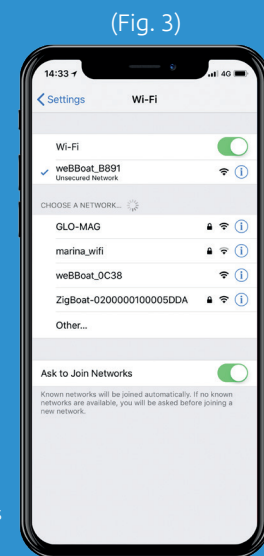 (Fig. 3)
14:33
4G
Settings Wi-Fi
Wi-Fi
weBBoat_B891
Unsecured Network
CHOOSE A NETWORK...
GLO-MAG
marina_wifi
weBBoat_0C38
ZigBoat-0200000100005DDA
Other...
Ask to Join Networks
Known networks will be joined automatically. If no known
networks are available, you will be asked before joining a
new network.
s